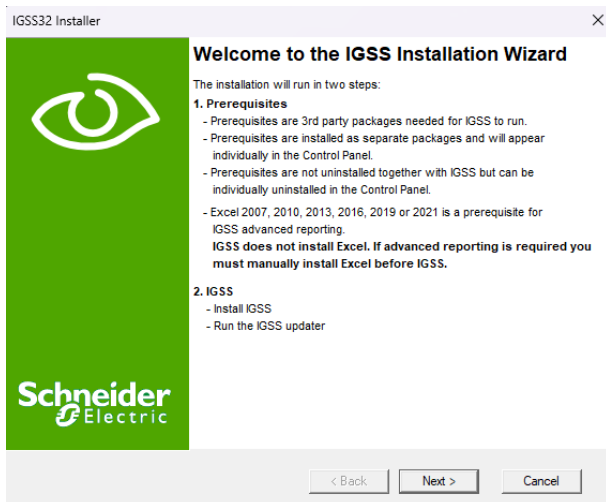 IGSS32 Installer
Welcome to the IGSS Installation Wizard
The installation will run in two steps:
1. Prerequisites
- Prerequisites are 3rd party packages needed for IGSS to run.
- Prerequisites are installed as separate packages and will appear
individually in the Control Panel.
- Prerequisites are not uninstalled together with IGSS but can be
individually uninstalled in the Control Panel.
- Excel 2007, 2010, 2013, 2016, 2019 or 2021 is a prerequisite for
IGSS advanced reporting.
IGSS does not install Excel. If advanced reporting is required you
must manually install Excel before IGSS.
2. IGSS
- Install IGSS
- Run the IGSS updater
Schneider
Electric
< Back
Next >
Cancel